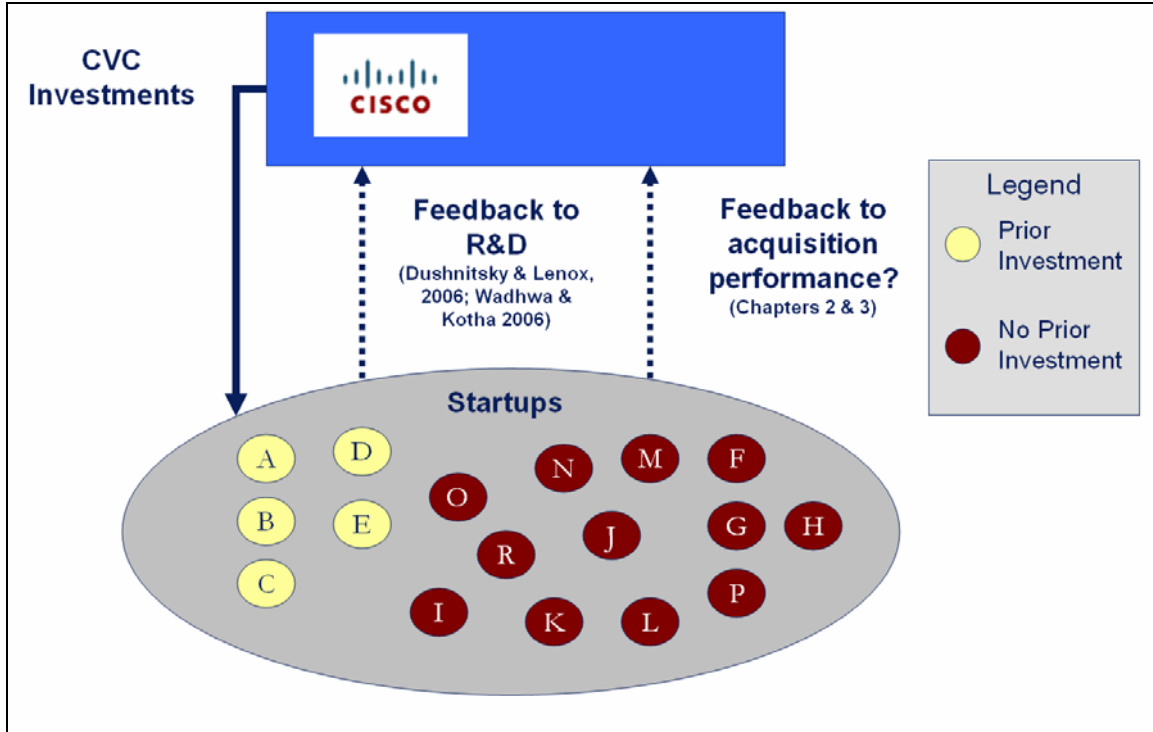 CVC
Investments
CISCO
Feedback to
R&D
(Dushnitsky & Lenox,
2006; Wadhwa &
Kotha 2006)
Feedback to
acquisition
performance?
(Chapters 2 & 3)
Legend
Prior
Investment
No Prior
Investment
Startups
A
D
N
M
F
O
B
E
J
G
H
R
C
P
I
K
L